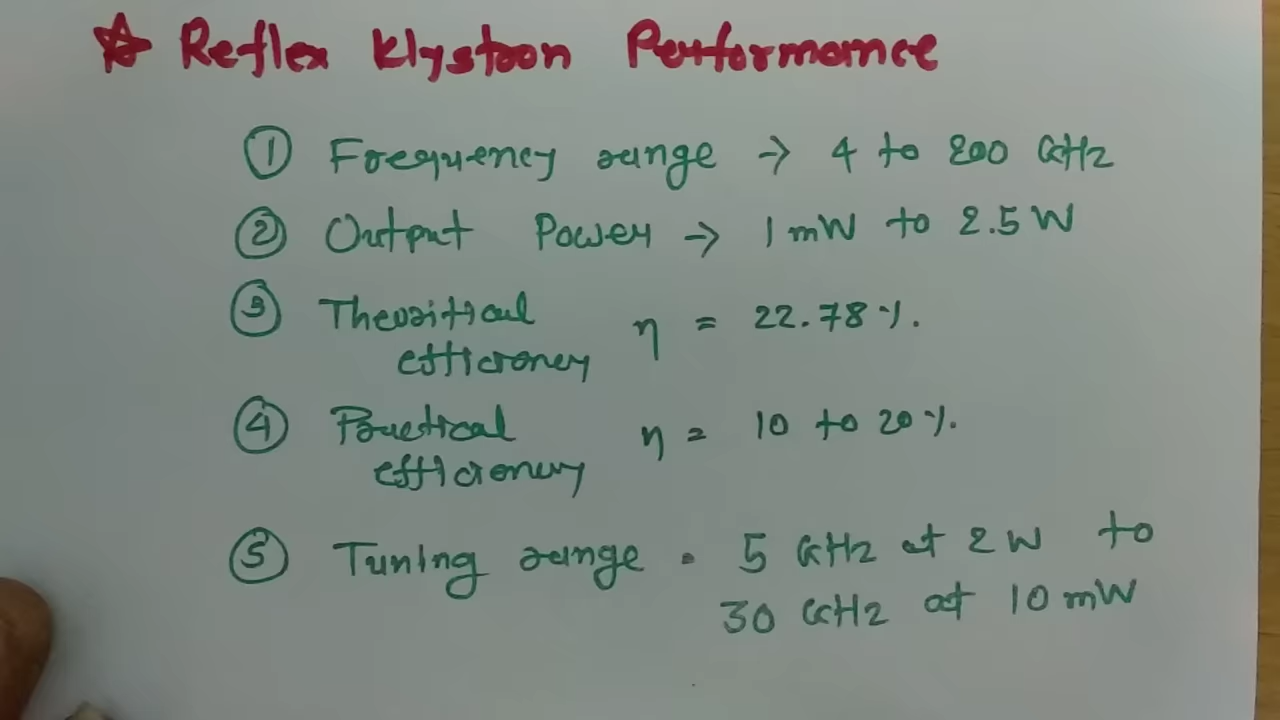 ☆ Reflex Klystron Performance
① Frequency range → 4 to 200 GHz
② Output Power → 1 mW to 2.5 W
③ Theoritical η = 22.78 %.
efficiency
④ Practical η = 10 to 20 %.
efficiency
⑤ Tuning range = 5 GHz at 2 W to
30 GHz at 10 mW